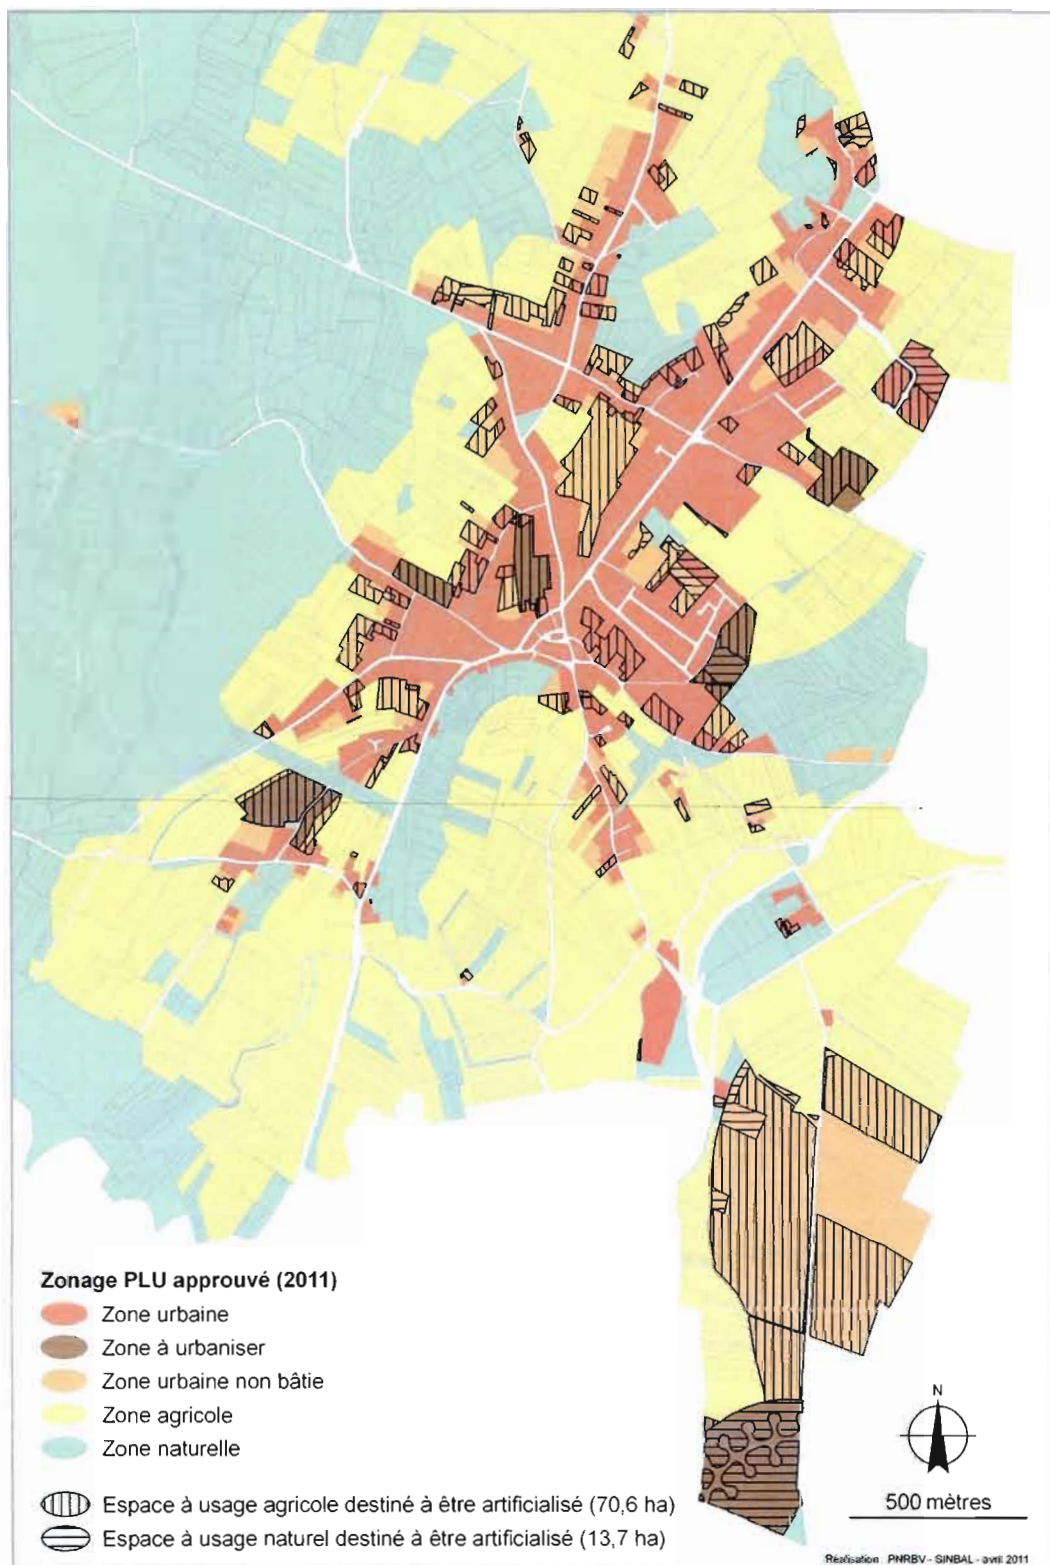 Zonage PLU approuvé (2011)
Zone urbaine
Zone à urbaniser
Zone urbaine non bâtie
Zone agricole
Zone naturelle
Espace à usage agricole destiné à être artificialisé (70,6 ha)
Espace à usage naturel destiné à être artificialisé (13,7 ha)
N
500 mètres
Réalisation : PNRBV - SINBAL - avril 2011